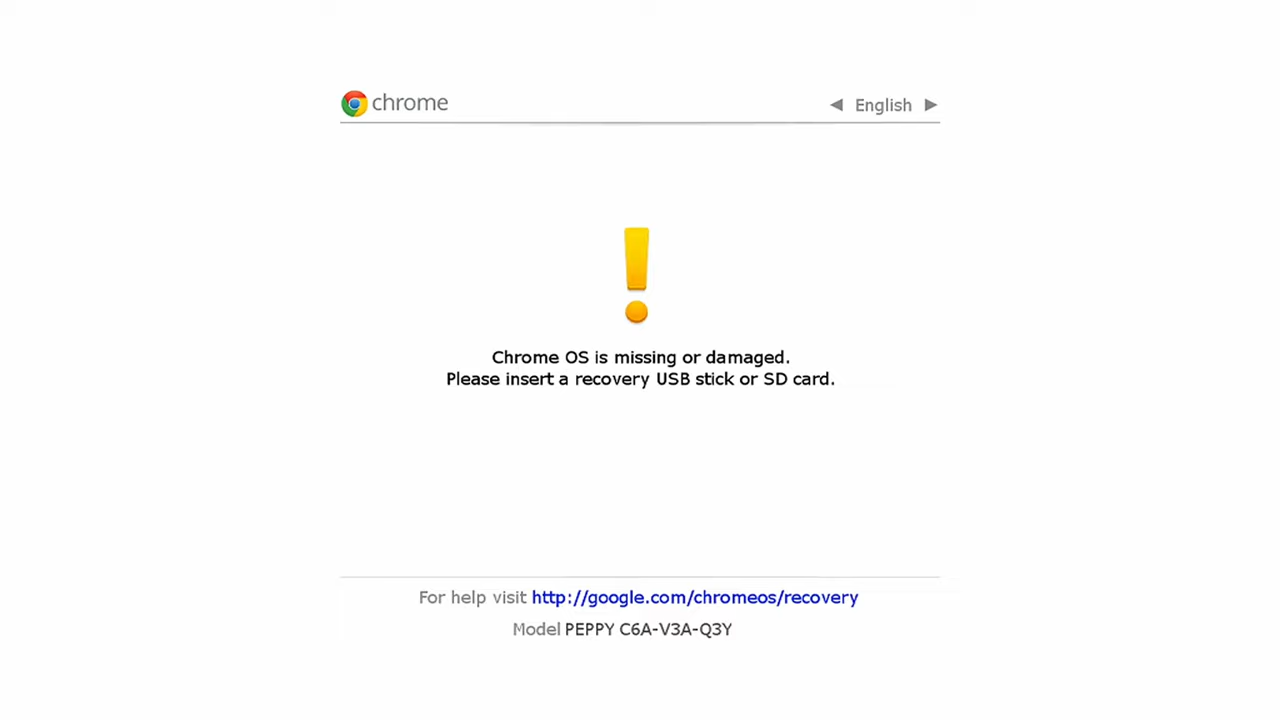 chrome
◀ English ▶
Chrome OS is missing or damaged.
Please insert a recovery USB stick or SD card.
For help visit http://google.com/chromeos/recovery
Model PEPPY C6A-V3A-Q3Y